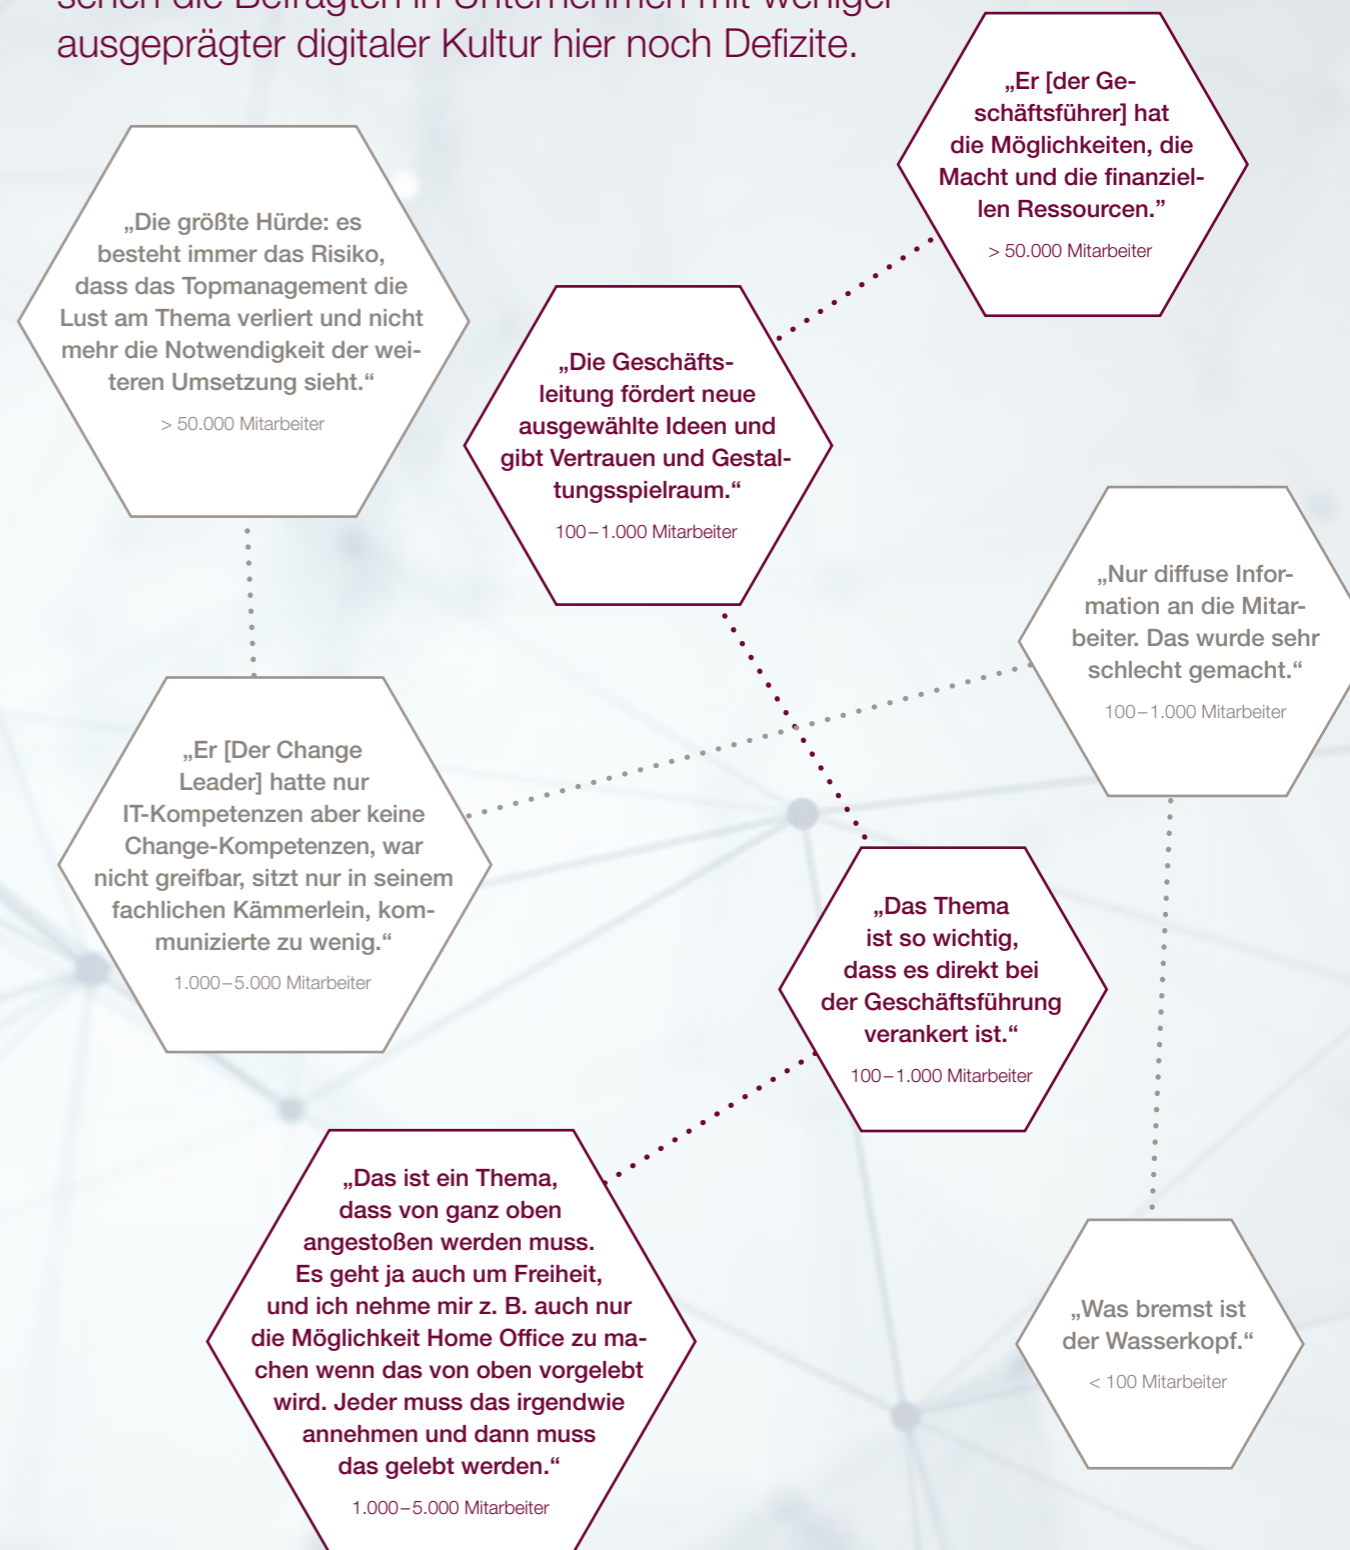 sehen die Befragten in Unternehmen mit weniger
ausgeprägter digitaler Kultur hier noch Defizite.
„Er [der Ge-
schäftsführer] hat
die Möglichkeiten, die
Macht und die finanziel-
len Ressourcen.”
> 50.000 Mitarbeiter
„Die größte Hürde: es
besteht immer das Risiko,
dass das Topmanagement die
Lust am Thema verliert und nicht
mehr die Notwendigkeit der wei-
teren Umsetzung sieht.“
> 50.000 Mitarbeiter
„Die Geschäfts-
leitung fördert neue
ausgewählte Ideen und
gibt Vertrauen und Gestal-
tungsspielraum.“
100–1.000 Mitarbeiter
„Nur diffuse Infor-
mation an die Mitar-
beiter. Das wurde sehr
schlecht gemacht.“
100–1.000 Mitarbeiter
„Er [Der Change
Leader] hatte nur
IT-Kompetenzen aber keine
Change-Kompetenzen, war
nicht greifbar, sitzt nur in seinem
fachlichen Kämmerlein, kom-
munizierte zu wenig.“
1.000–5.000 Mitarbeiter
„Das Thema
ist so wichtig,
dass es direkt bei
der Geschäftsführung
verankert ist.“
100–1.000 Mitarbeiter
„Das ist ein Thema,
dass von ganz oben
angestoßen werden muss.
Es geht ja auch um Freiheit,
und ich nehme mir z. B. auch nur
die Möglichkeit Home Office zu ma-
chen wenn das von oben vorgelebt
wird. Jeder muss das irgendwie
annehmen und dann muss
das gelebt werden.“
1.000–5.000 Mitarbeiter
„Was bremst ist
der Wasserkopf.“
< 100 Mitarbeiter